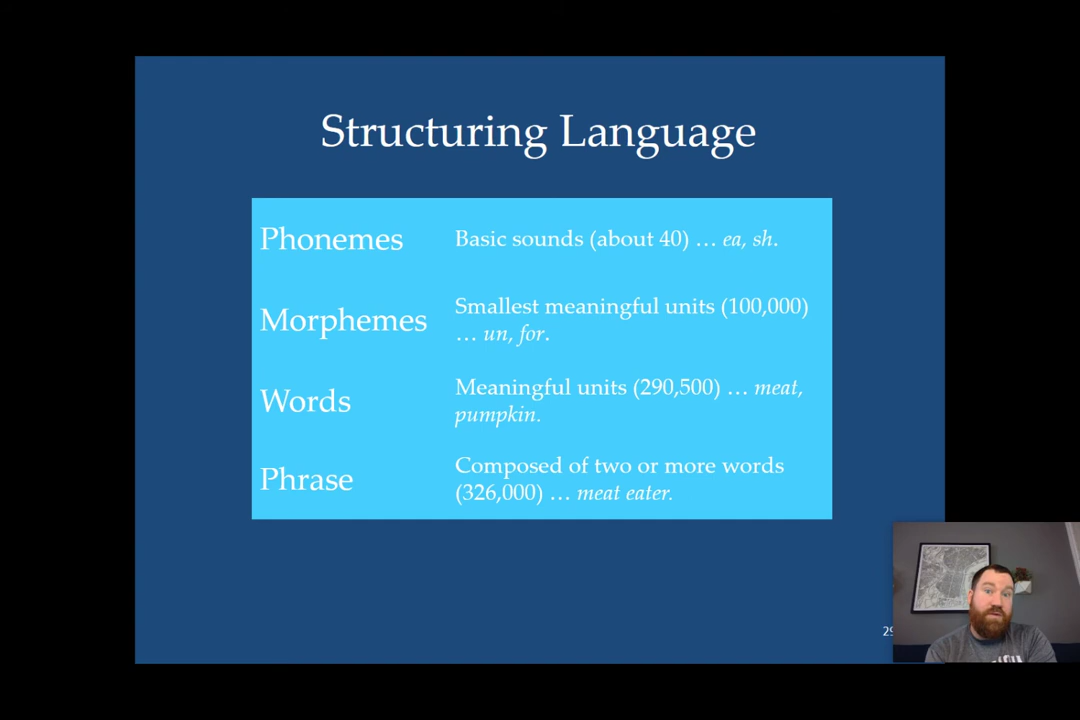 Structuring Language
Phonemes
Basic sounds (about 40) … ea, sh.
Morphemes
Smallest meaningful units (100,000)
… un, for.
Words
Meaningful units (290,500) … meat,
pumpkin.
Phrase
Composed of two or more words
(326,000) … meat eater.